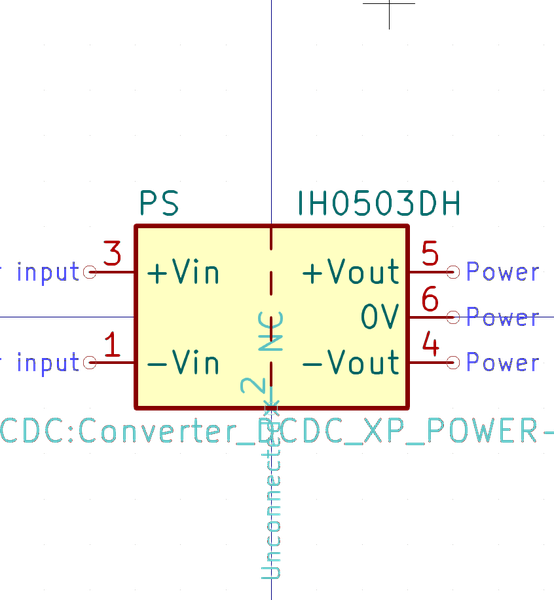 PS
IH0503DH
3
5
r input
+Vin
+Vout
Power
6
0V
Power
NC
1
4
r input
-Vin
-Vout
Power
2
CDC:Converter_DCDC_XP_POWER-
Unconnected